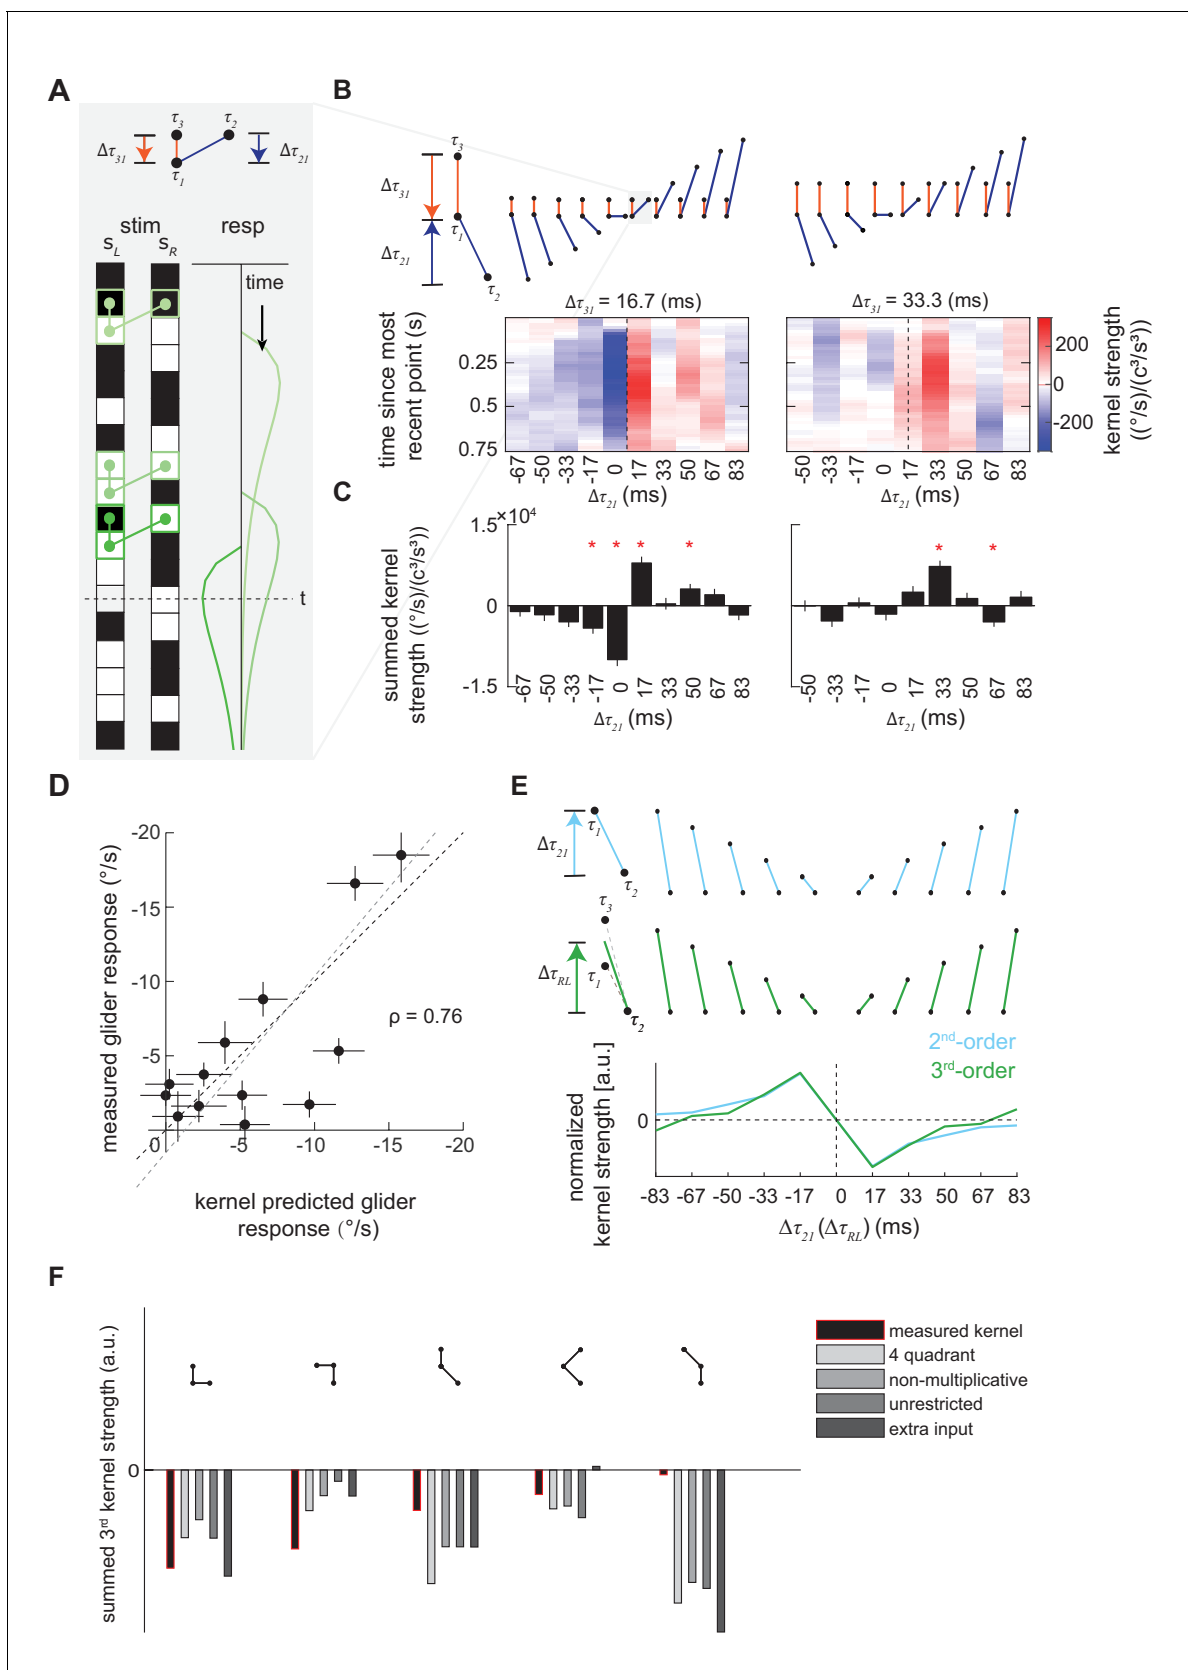 A
τ3 τ2
Δτ31 Δτ21
τ1
stim resp
SL SR
time
t
B
τ3
Δτ31
τ1
Δτ21
τ2
Δτ31 = 16.7 (ms)
Δτ31 = 33.3 (ms)
time since most
recent point (s)
0.25
0.5
0.75
-67 -50 -33 -17 0 17 33 50 67 83
Δτ21 (ms)
-50 -33 -17 0 17 33 50 67 83
Δτ21 (ms)
200
0
-200
kernel strength
((°/s)/(c³/s³))
C
×10⁴
1.5
0
-1.5
summed kernel
strength ((°/s)/(c³/s³))
* * * *
-67 -50 -33 -17 0 17 33 50 67 83
Δτ21 (ms)
* *
-50 -33 -17 0 17 33 50 67 83
Δτ21 (ms)
D
measured glider response (°/s)
-20
-15
-10
-5
0 -5 -10 -15 -20
ρ = 0.76
kernel predicted glider
response (°/s)
E
τ1
Δτ21
τ2
τ3
ΔτRL
τ1
τ2
2nd-order
3rd-order
normalized
kernel strength [a.u.]
0
-83 -67 -50 -33 -17 0 17 33 50 67 83
Δτ21 (ΔτRL) (ms)
F
summed 3rd kernel strength (a.u.)
0
measured kernel
4 quadrant
non-multiplicative
unrestricted
extra input